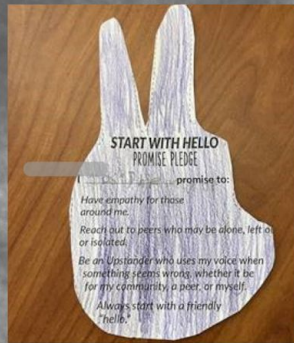 START WITH HELLO
PROMISE PLEDGE
I promise to:
Have empathy for those
around me.
Reach out to peers who may be alone, left
or isolated.
Be an Upstander who uses my voice when
something seems wrong, whether it be
for my community, a peer, or myself.
Always start with a friendly
"hello."